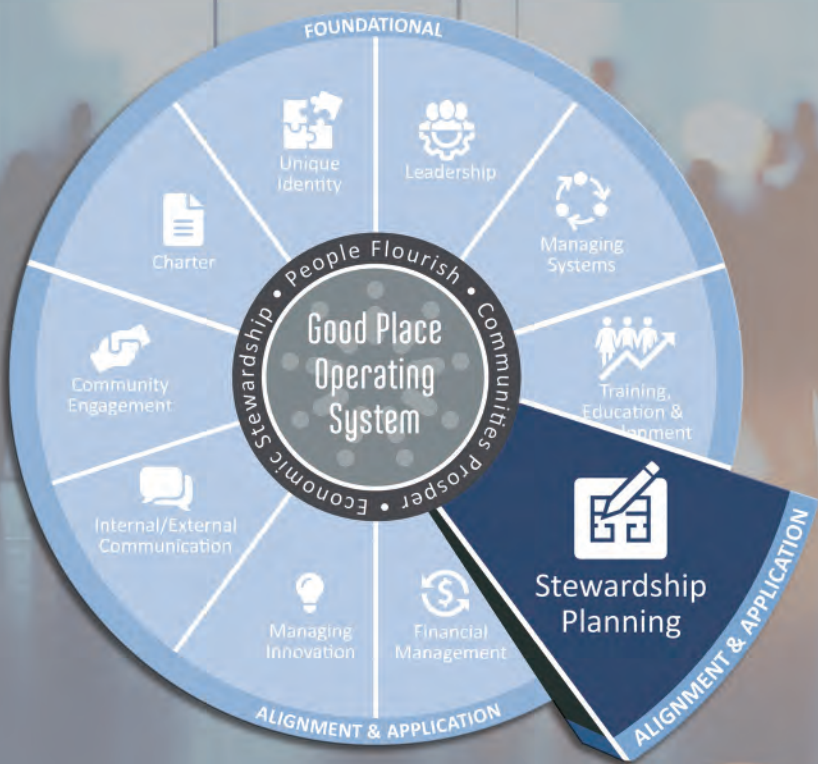 FOUNDATIONAL
Unique
Identity
Leadership
Managing
Systems
Training,
Education &
Stewardship
Planning
ALIGNMENT & APPLICATION
Financial
Management
Managing
Innovation
ALIGNMENT & APPLICATION
Internal/External
Communication
Community
Engagement
Charter
People Flourish • Communities Prosper • Economic Stewardship •
Good Place
Operating
System